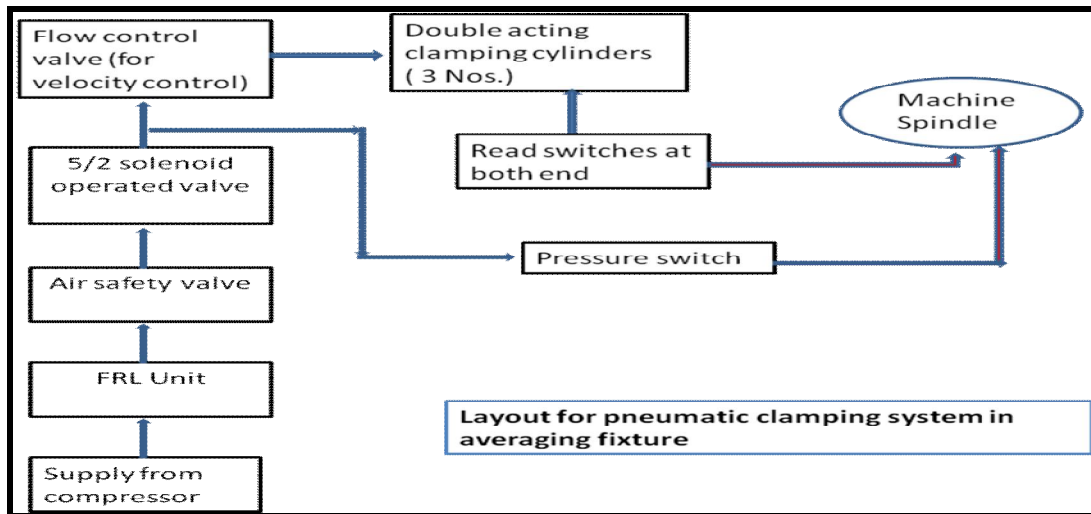 Flow control
valve (for
velocity control)
Double acting
clamping cylinders
( 3 Nos.)
Machine
Spindle
5/2 solenoid
operated valve
Read switches at
both end
Pressure switch
Air safety valve
FRL Unit
Layout for pneumatic clamping system in
averaging fixture
Supply from
compressor